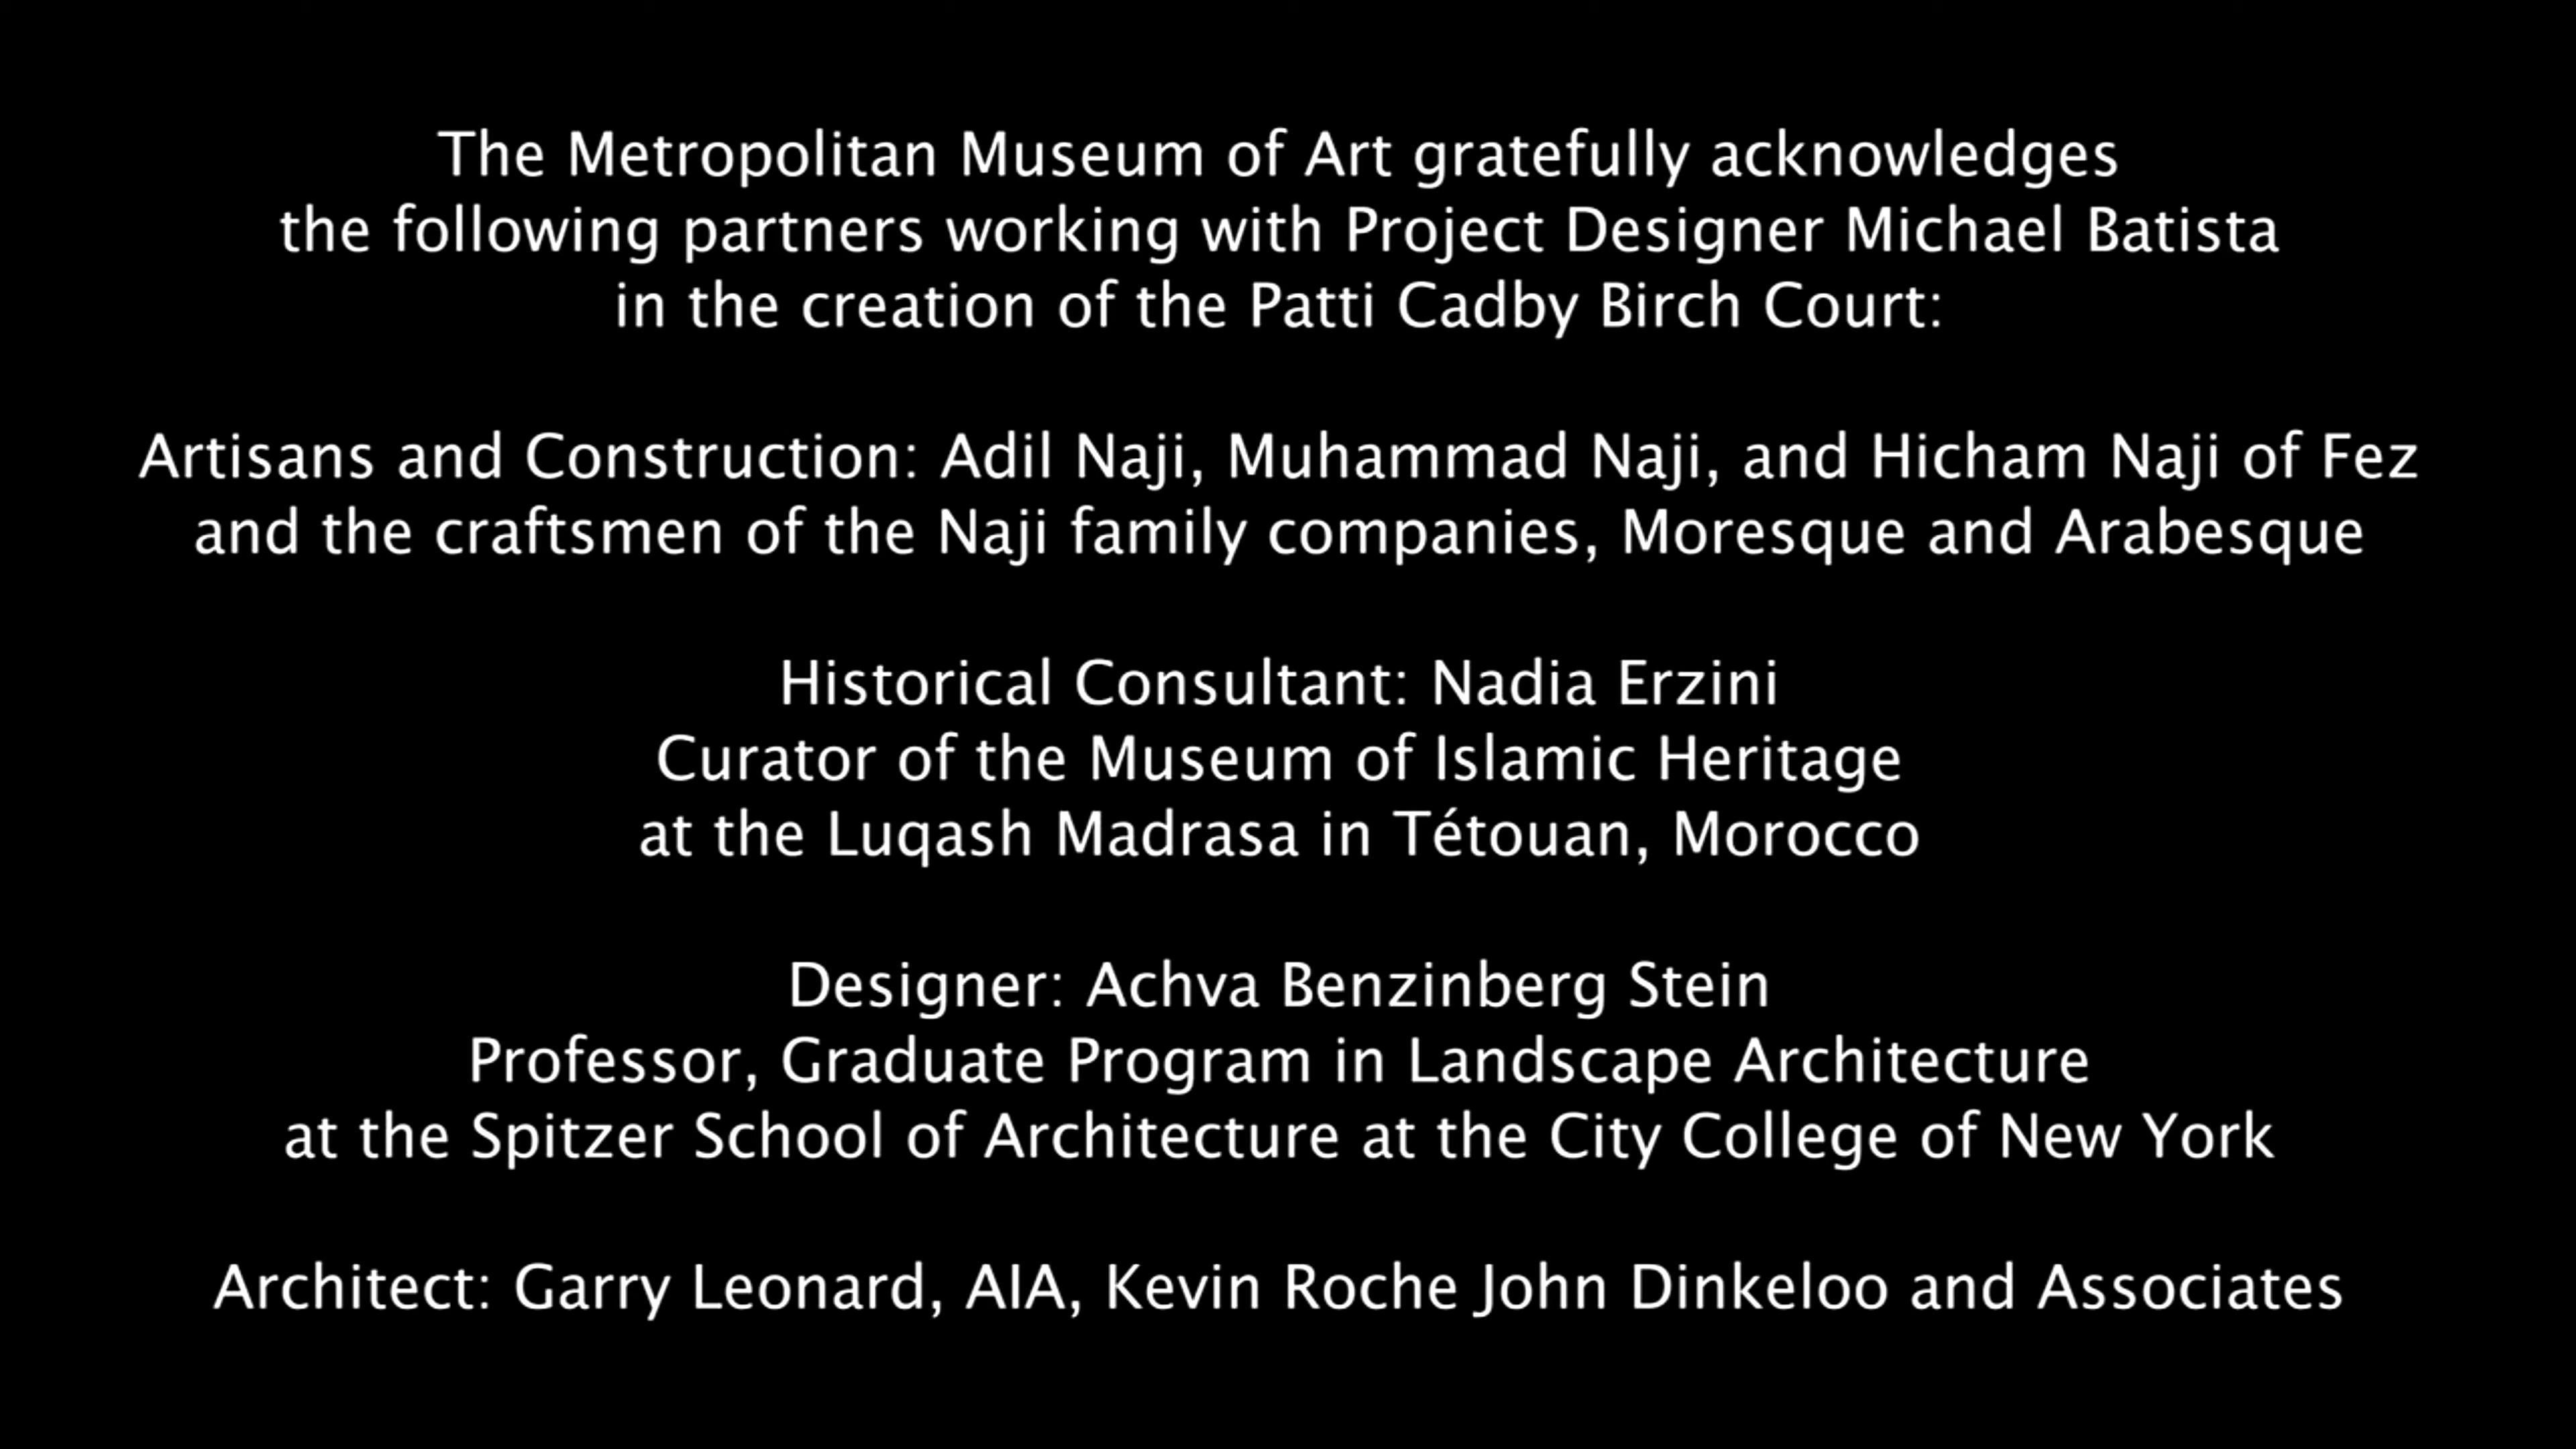 The Metropolitan Museum of Art gratefully acknowledges
the following partners working with Project Designer Michael Batista
in the creation of the Patti Cadby Birch Court:
Artisans and Construction: Adil Naji, Muhammad Naji, and Hicham Naji of Fez
and the craftsmen of the Naji family companies, Moresque and Arabesque
Historical Consultant: Nadia Erzini
Curator of the Museum of Islamic Heritage
at the Luqash Madrasa in Tétouan, Morocco
Designer: Achva Benzinberg Stein
Professor, Graduate Program in Landscape Architecture
at the Spitzer School of Architecture at the City College of New York
Architect: Garry Leonard, AIA, Kevin Roche John Dinkeloo and Associates